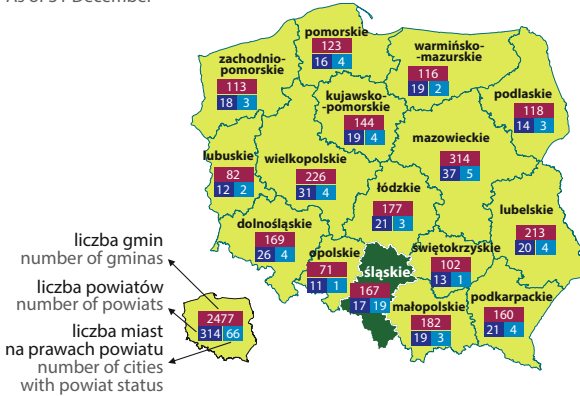 As of 31 December
pomorskie
123
16 4
zachodnio-
pomorskie
113
18 3
warmińsko-
-mazurskie
116
19 2
podlaskie
118
14 3
kujawsko-
-pomorskie
144
19 4
mazowieckie
314
37 5
lubuskie
82
12 2
wielkopolskie
226
31 4
łódzkie
177
21 3
lubelskie
213
20 4
dolnośląskie
169
26 4
opolskie
71
11 1
śląskie
167
17 19
świętokrzyskie
102
13 1
małopolskie
182
19 3
podkarpackie
160
21 4
liczba gmin
number of gminas
liczba powiatów
number of powiats
liczba miast
na prawach powiatu
number of cities
with powiat status
2477
314 66